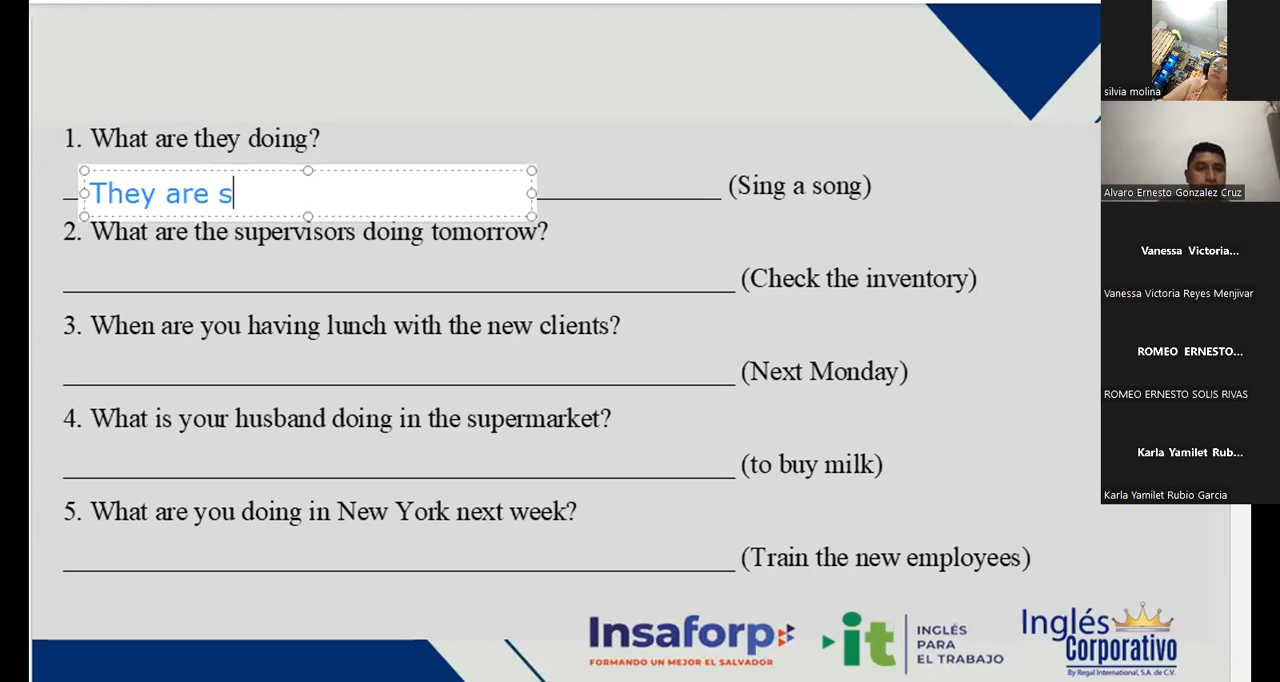 1. What are they doing?
They are s
(Sing a song)
2. What are the supervisors doing tomorrow?
(Check the inventory)
3. When are you having lunch with the new clients?
(Next Monday)
4. What is your husband doing in the supermarket?
(to buy milk)
5. What are you doing in New York next week?
(Train the new employees)
Insaforp
FORMANDO UN MEJOR EL SALVADOR
it
INGLÉS
PARA
EL TRABAJO
Inglés
Corporativo
By Regal International, S.A. de C.V.
silvia molina
Alvaro Ernesto Gonzalez Cruz
Vanessa Victoria...
Vanessa Victoria Reyes Menjivar
ROMEO ERNESTO...
ROMEO ERNESTO SOLIS RIVAS
Karla Yamilet Rub...
Karla Yamilet Rubio Garcia